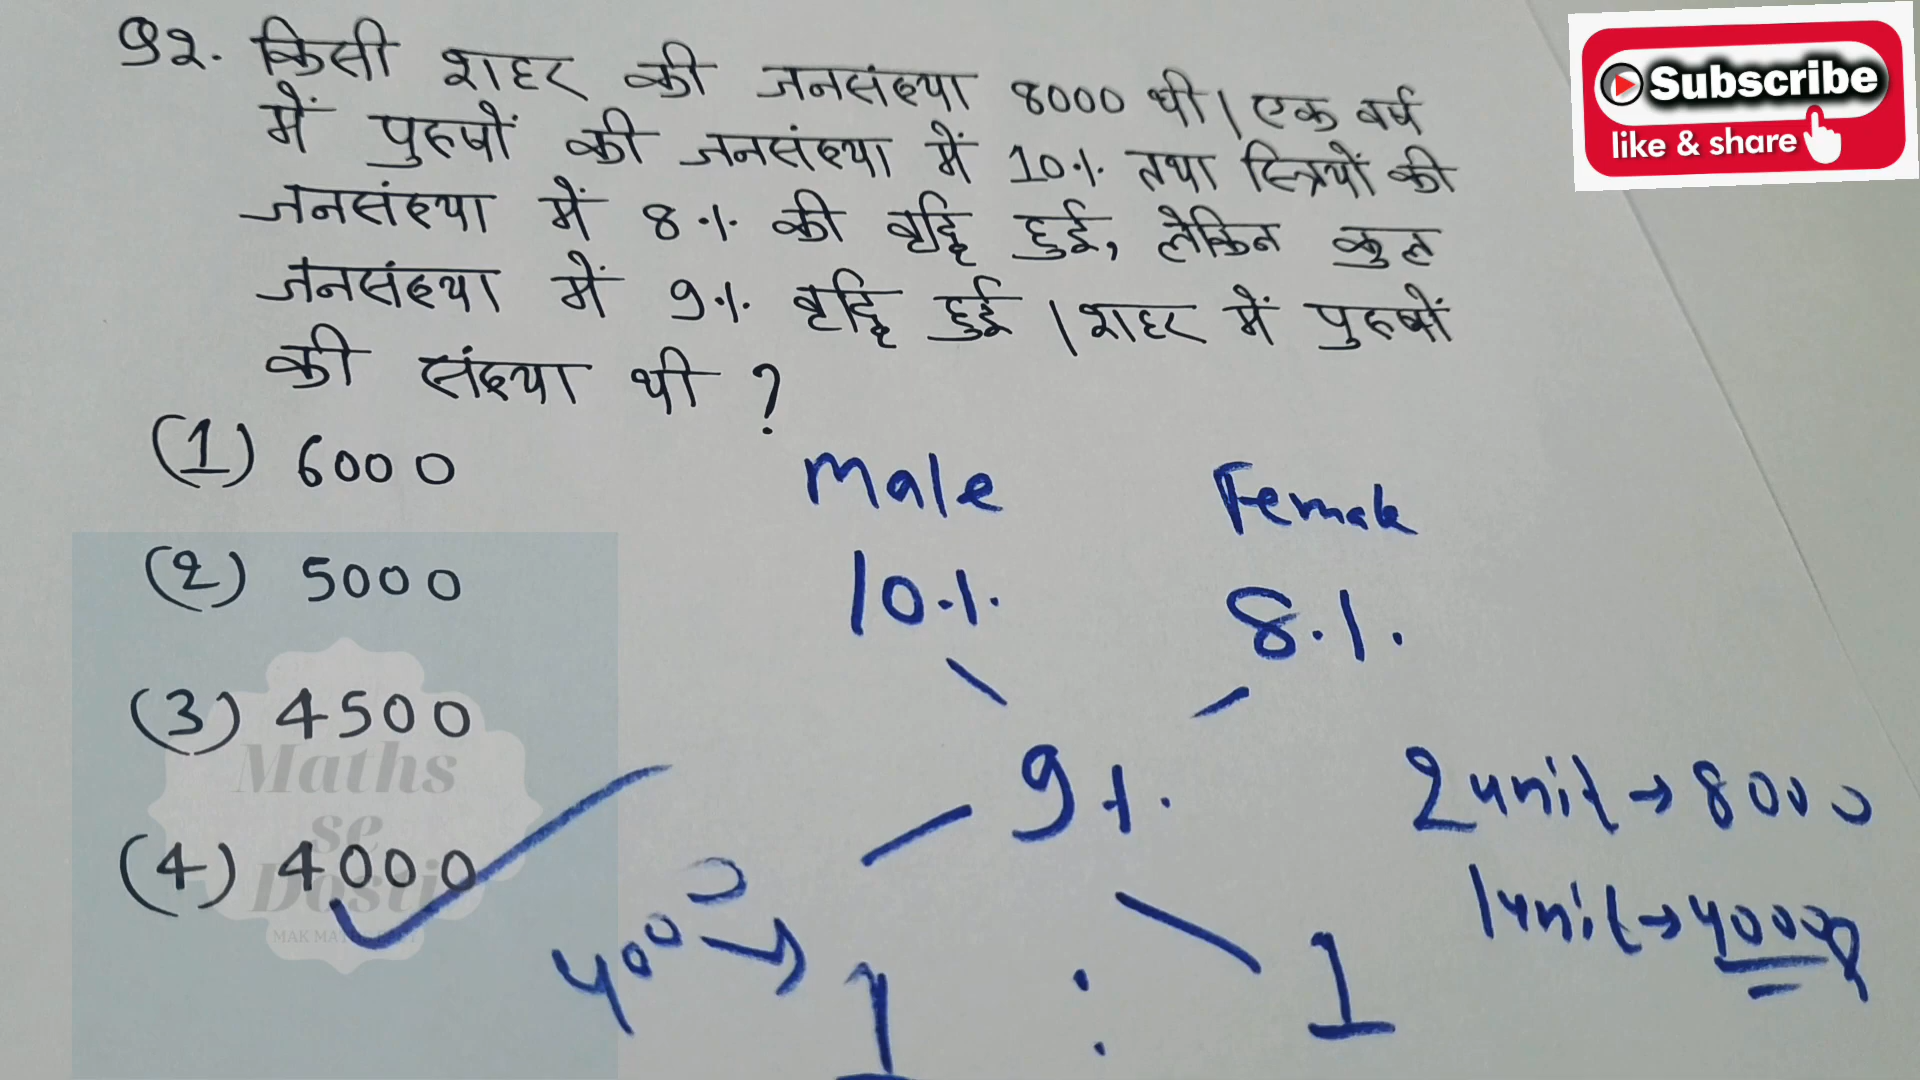 Q2. किसी शहर की जनसंख्या 8000 थी। एक वर्ष
में पुरुषों की जनसंख्या में 10% तथा स्त्रियों की
जनसंख्या में 8% की वृद्धि हुई, लेकिन कुल
जनसंख्या में 9% वृद्धि हुई। शहर में पुरुषों
की संख्या थी ?
(1) 6000
(2) 5000
(3) 4500
(4) 4000
Male Female
10% 8%
9%
2 unit → 8000
1 unit → 4000
4000 → 1 : 1
Subscribe
like & share
Maths
se
Dosti